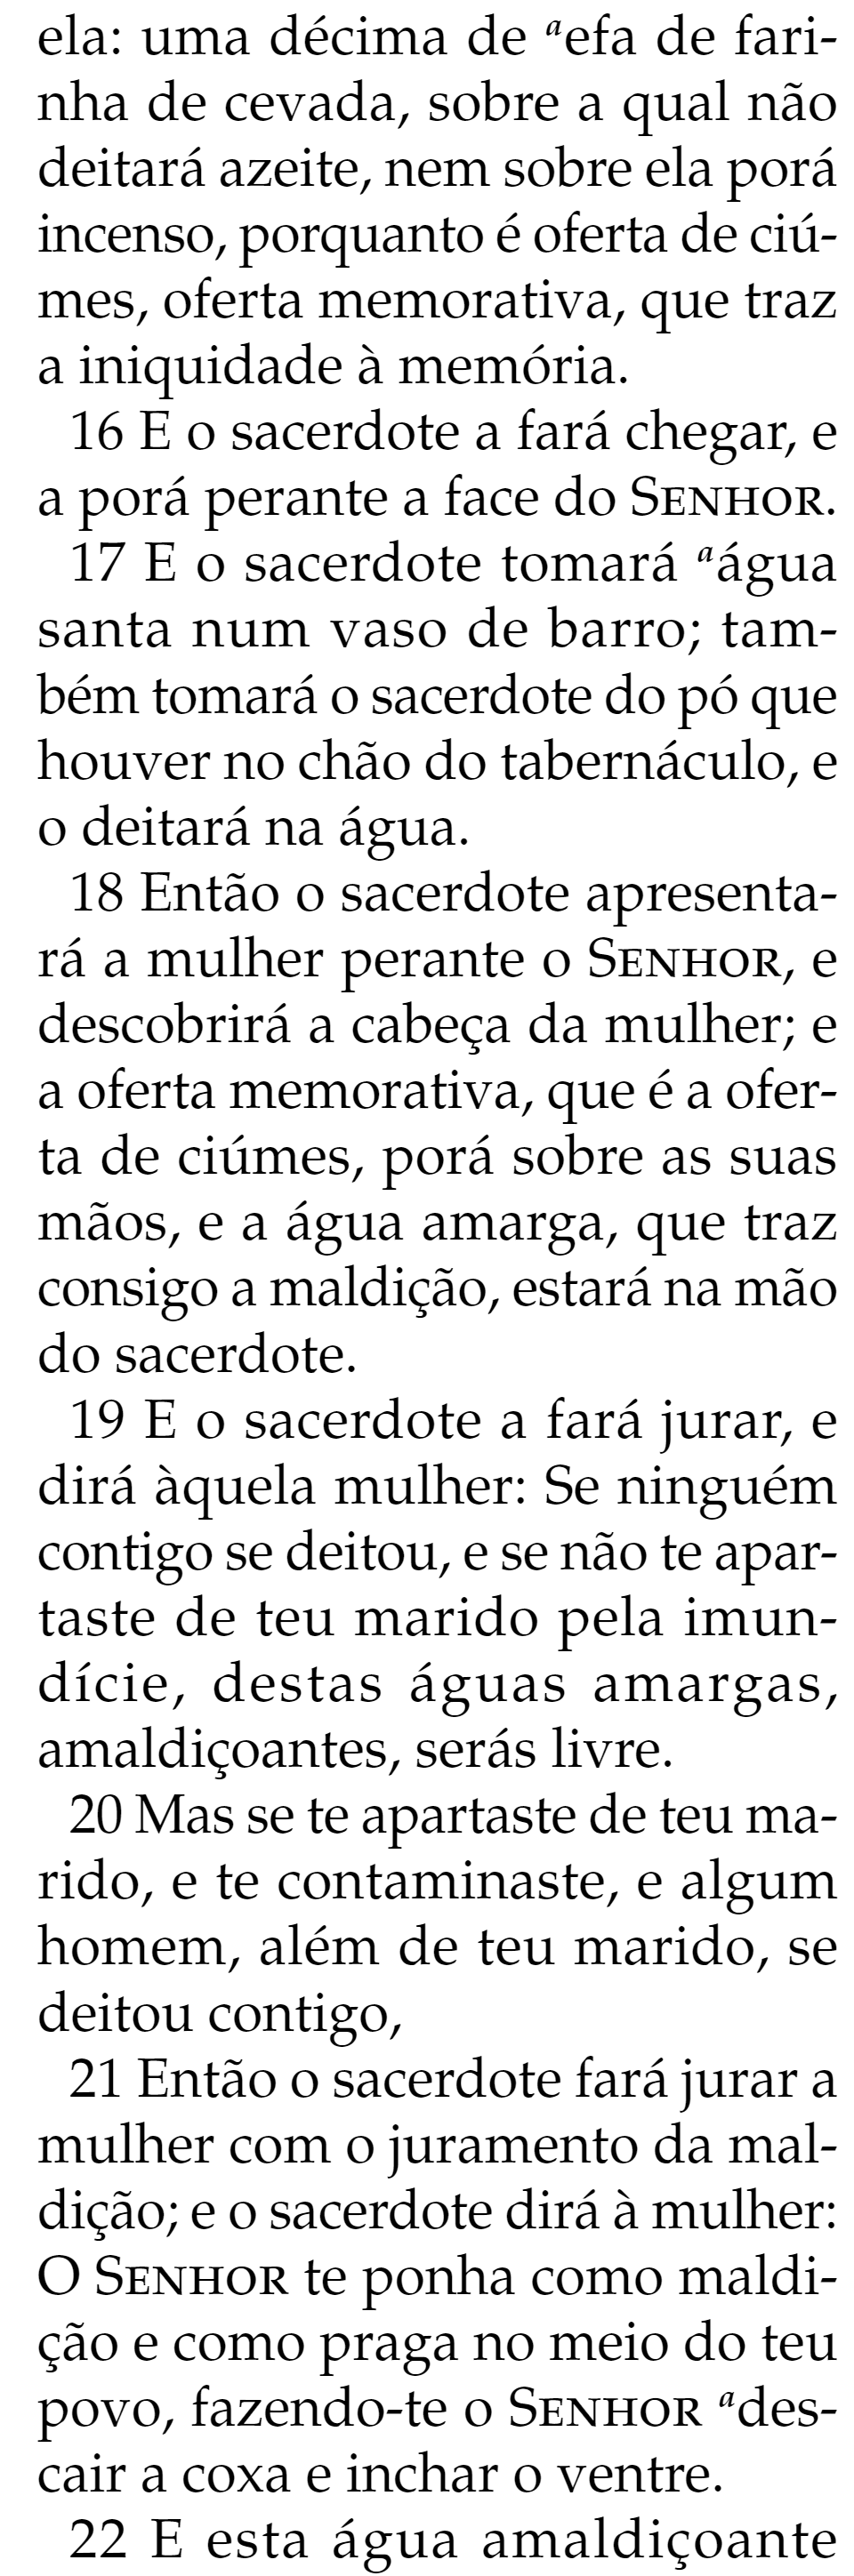 ela: uma décima de ᵃefa de fari-
nha de cevada, sobre a qual não
deitará azeite, nem sobre ela porá
incenso, porquanto é oferta de ciú-
mes, oferta memorativa, que traz
a iniquidade à memória.
16 E o sacerdote a fará chegar, e
a porá perante a face do SENHOR.
17 E o sacerdote tomará ᵃágua
santa num vaso de barro; tam-
bém tomará o sacerdote do pó que
houver no chão do tabernáculo, e
o deitará na água.
18 Então o sacerdote apresenta-
rá a mulher perante o SENHOR, e
descobrirá a cabeça da mulher; e
a oferta memorativa, que é a ofer-
ta de ciúmes, porá sobre as suas
mãos, e a água amarga, que traz
consigo a maldição, estará na mão
do sacerdote.
19 E o sacerdote a fará jurar, e
dirá àquela mulher: Se ninguém
contigo se deitou, e se não te apar-
taste de teu marido pela imun-
dície, destas águas amargas,
amaldiçoantes, serás livre.
20 Mas se te apartaste de teu ma-
rido, e te contaminaste, e algum
homem, além de teu marido, se
deitou contigo,
21 Então o sacerdote fará jurar a
mulher com o juramento da mal-
dição; e o sacerdote dirá à mulher:
O SENHOR te ponha como maldi-
ção e como praga no meio do teu
povo, fazendo-te o SENHOR ᵃdes-
cair a coxa e inchar o ventre.
22 E esta água amaldiçoante